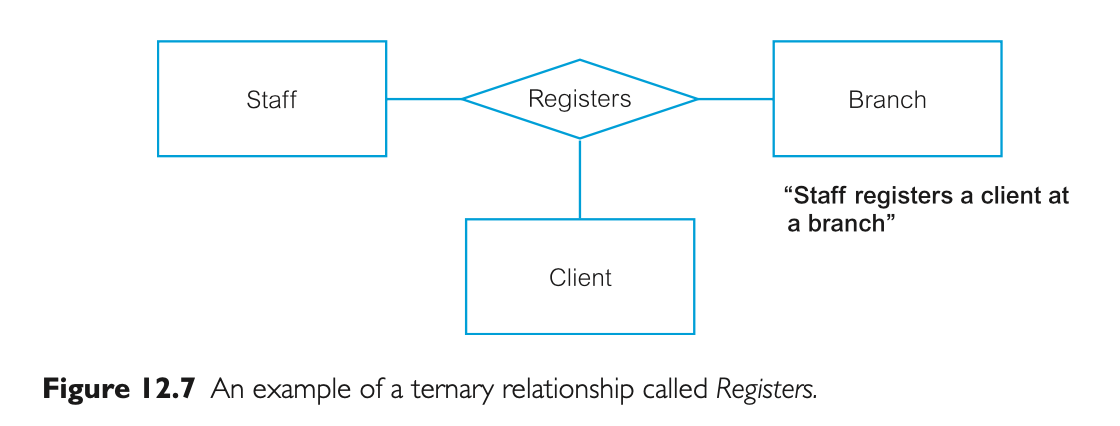 Staff
Registers
Branch
“Staff registers a client at
a branch”
Client
Figure 12.7 An example of a ternary relationship called Registers.